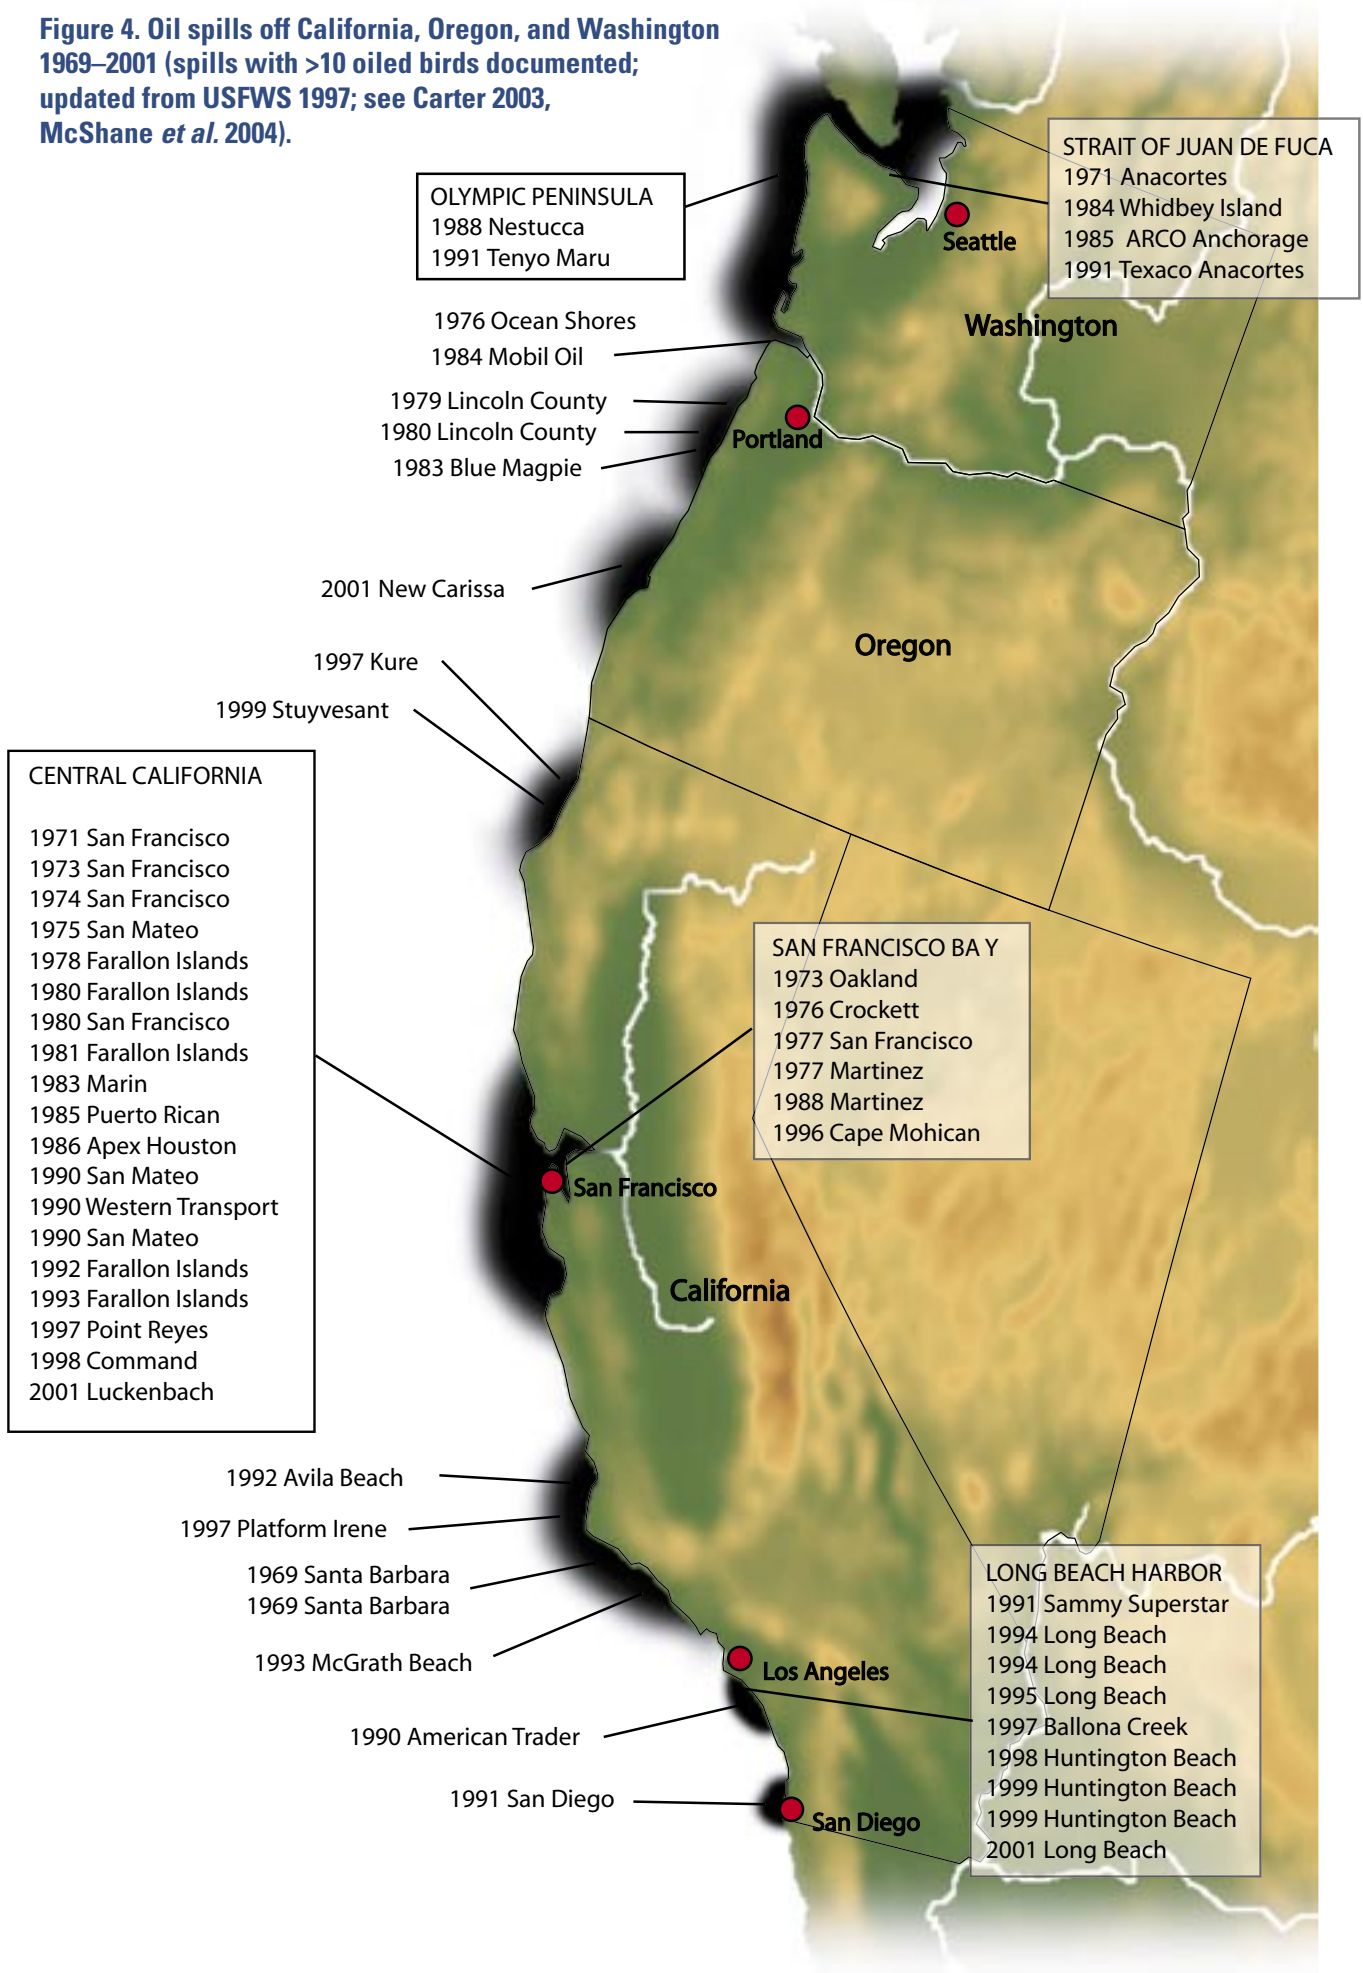 Figure 4. Oil spills off California, Oregon, and Washington
1969–2001 (spills with >10 oiled birds documented;
updated from USFWS 1997; see Carter 2003,
McShane et al. 2004).
STRAIT OF JUAN DE FUCA
1971 Anacortes
1984 Whidbey Island
1985 ARCO Anchorage
1991 Texaco Anacortes
OLYMPIC PENINSULA
1988 Nestucca
1991 Tenyo Maru
Seattle
Washington
1976 Ocean Shores
1984 Mobil Oil
1979 Lincoln County
1980 Lincoln County
1983 Blue Magpie
Portland
2001 New Carissa
Oregon
1997 Kure
1999 Stuyvesant
CENTRAL CALIFORNIA
1971 San Francisco
1973 San Francisco
1974 San Francisco
1975 San Mateo
1978 Farallon Islands
1980 Farallon Islands
1980 San Francisco
1981 Farallon Islands
1983 Marin
1985 Puerto Rican
1986 Apex Houston
1990 San Mateo
1990 Western Transport
1990 San Mateo
1992 Farallon Islands
1993 Farallon Islands
1997 Point Reyes
1998 Command
2001 Luckenbach
SAN FRANCISCO BA Y
1973 Oakland
1976 Crockett
1977 San Francisco
1977 Martinez
1988 Martinez
1996 Cape Mohican
San Francisco
California
1992 Avila Beach
1997 Platform Irene
1969 Santa Barbara
1969 Santa Barbara
1993 McGrath Beach
Los Angeles
1990 American Trader
1991 San Diego
San Diego
LONG BEACH HARBOR
1991 Sammy Superstar
1994 Long Beach
1994 Long Beach
1995 Long Beach
1997 Ballona Creek
1998 Huntington Beach
1999 Huntington Beach
1999 Huntington Beach
2001 Long Beach